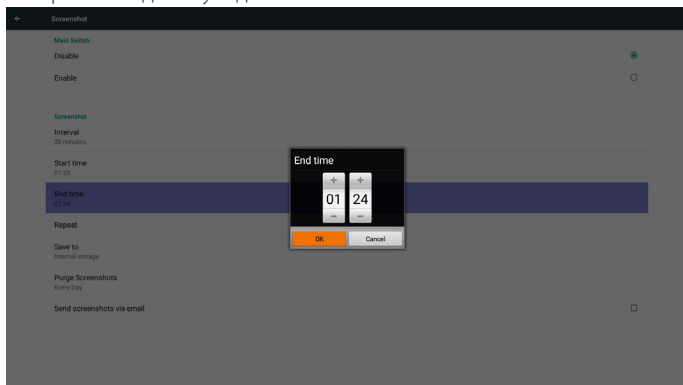 Screenshot
Main Switch
Disable
Enable
Screenshot
Interval
30 minutes
Start time
01:23
End time
01:24
Repeat
Save to
Internal storage
Purge Screenshots
Every Day
Send screenshots via email
End time
+ +
01 24
- -
OK Cancel